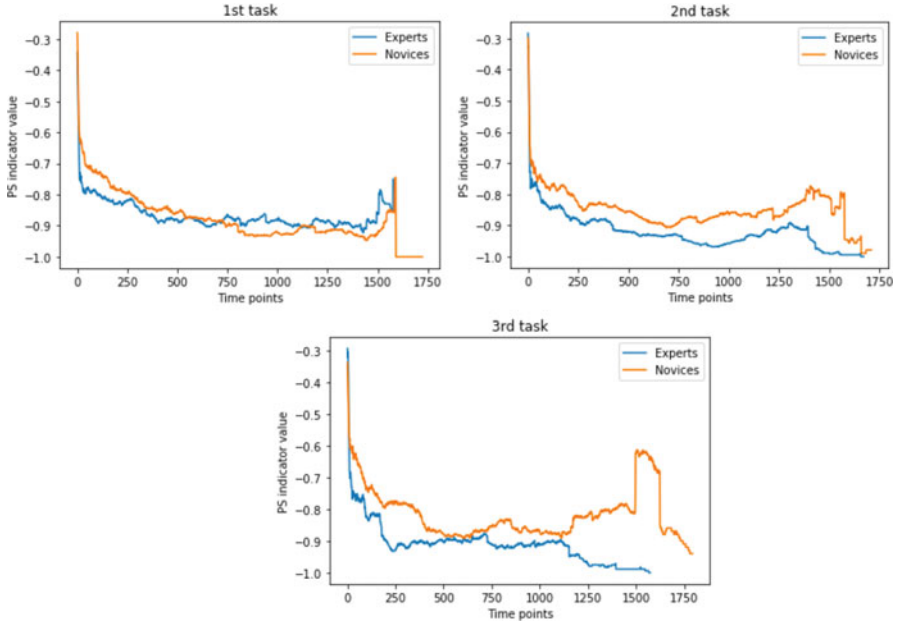 1st task
PS indicator value
−0.3
−0.4
−0.5
−0.6
−0.7
−0.8
−0.9
−1.0
Experts
Novices
0 250 500 750 1000 1250 1500 1750
Time points
2nd task
PS indicator value
−0.3
−0.4
−0.5
−0.6
−0.7
−0.8
−0.9
−1.0
Experts
Novices
0 250 500 750 1000 1250 1500 1750
Time points
3rd task
PS indicator value
−0.3
−0.4
−0.5
−0.6
−0.7
−0.8
−0.9
−1.0
Experts
Novices
0 250 500 750 1000 1250 1500 1750
Time points